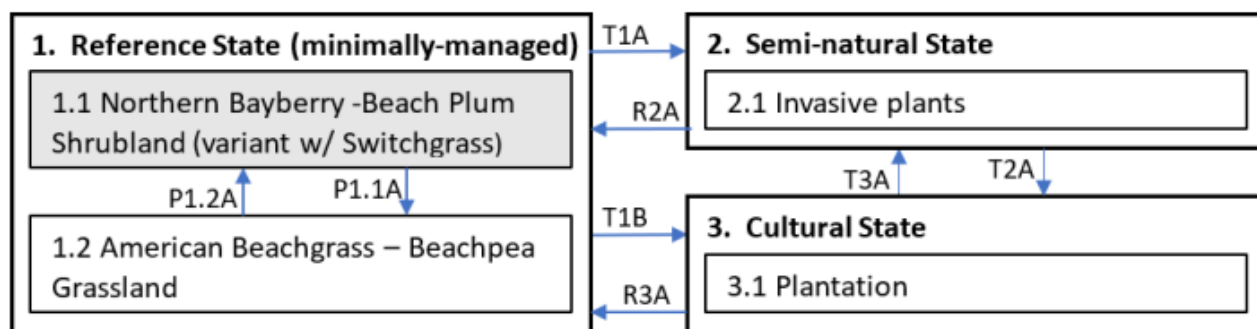 1. Reference State (minimally-managed)
1.1 Northern Bayberry -Beach Plum
Shrubland (variant w/ Switchgrass)
P1.2A
P1.1A
1.2 American Beachgrass – Beachpea
Grassland
T1A
R2A
T1B
R3A
2. Semi-natural State
2.1 Invasive plants
T3A
T2A
3. Cultural State
3.1 Plantation